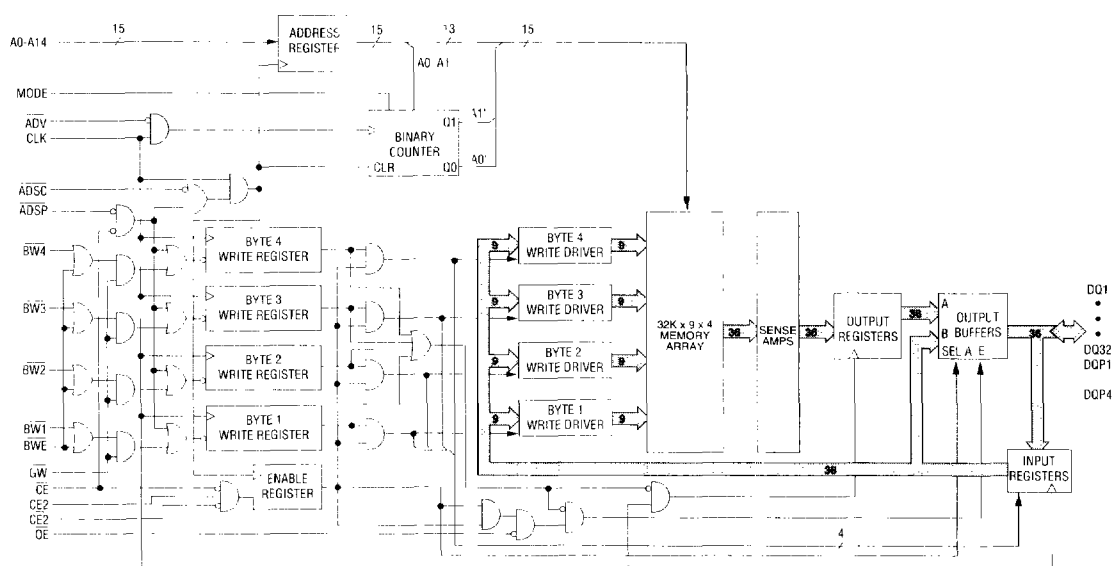 A0-A14
15
ADDRESS
REGISTER
15
13
15
A0-A1
MODE
ADV
CLK
BINARY
COUNTER
Q1
A1'
CLR
Q0
A0'
ADSC
ADSP
BW4
BYTE 4
WRITE REGISTER
9
BYTE 4
WRITE DRIVER
9
BW3
BYTE 3
WRITE REGISTER
9
BYTE 3
WRITE DRIVER
9
BW2
BYTE 2
WRITE REGISTER
9
BYTE 2
WRITE DRIVER
9
BW1
BWE
BYTE 1
WRITE REGISTER
9
BYTE 1
WRITE DRIVER
9
32K x 9 x 4
MEMORY
ARRAY
36
SENSE
AMPS
36
OUTPUT
REGISTERS
36
A
B
OUTPUT
BUFFERS
SEL A E
36
DQ1
DQ32
DQP1
DQP4
GW
CE
CE2
CE2
OE
ENABLE
REGISTER
36
INPUT
REGISTERS
4